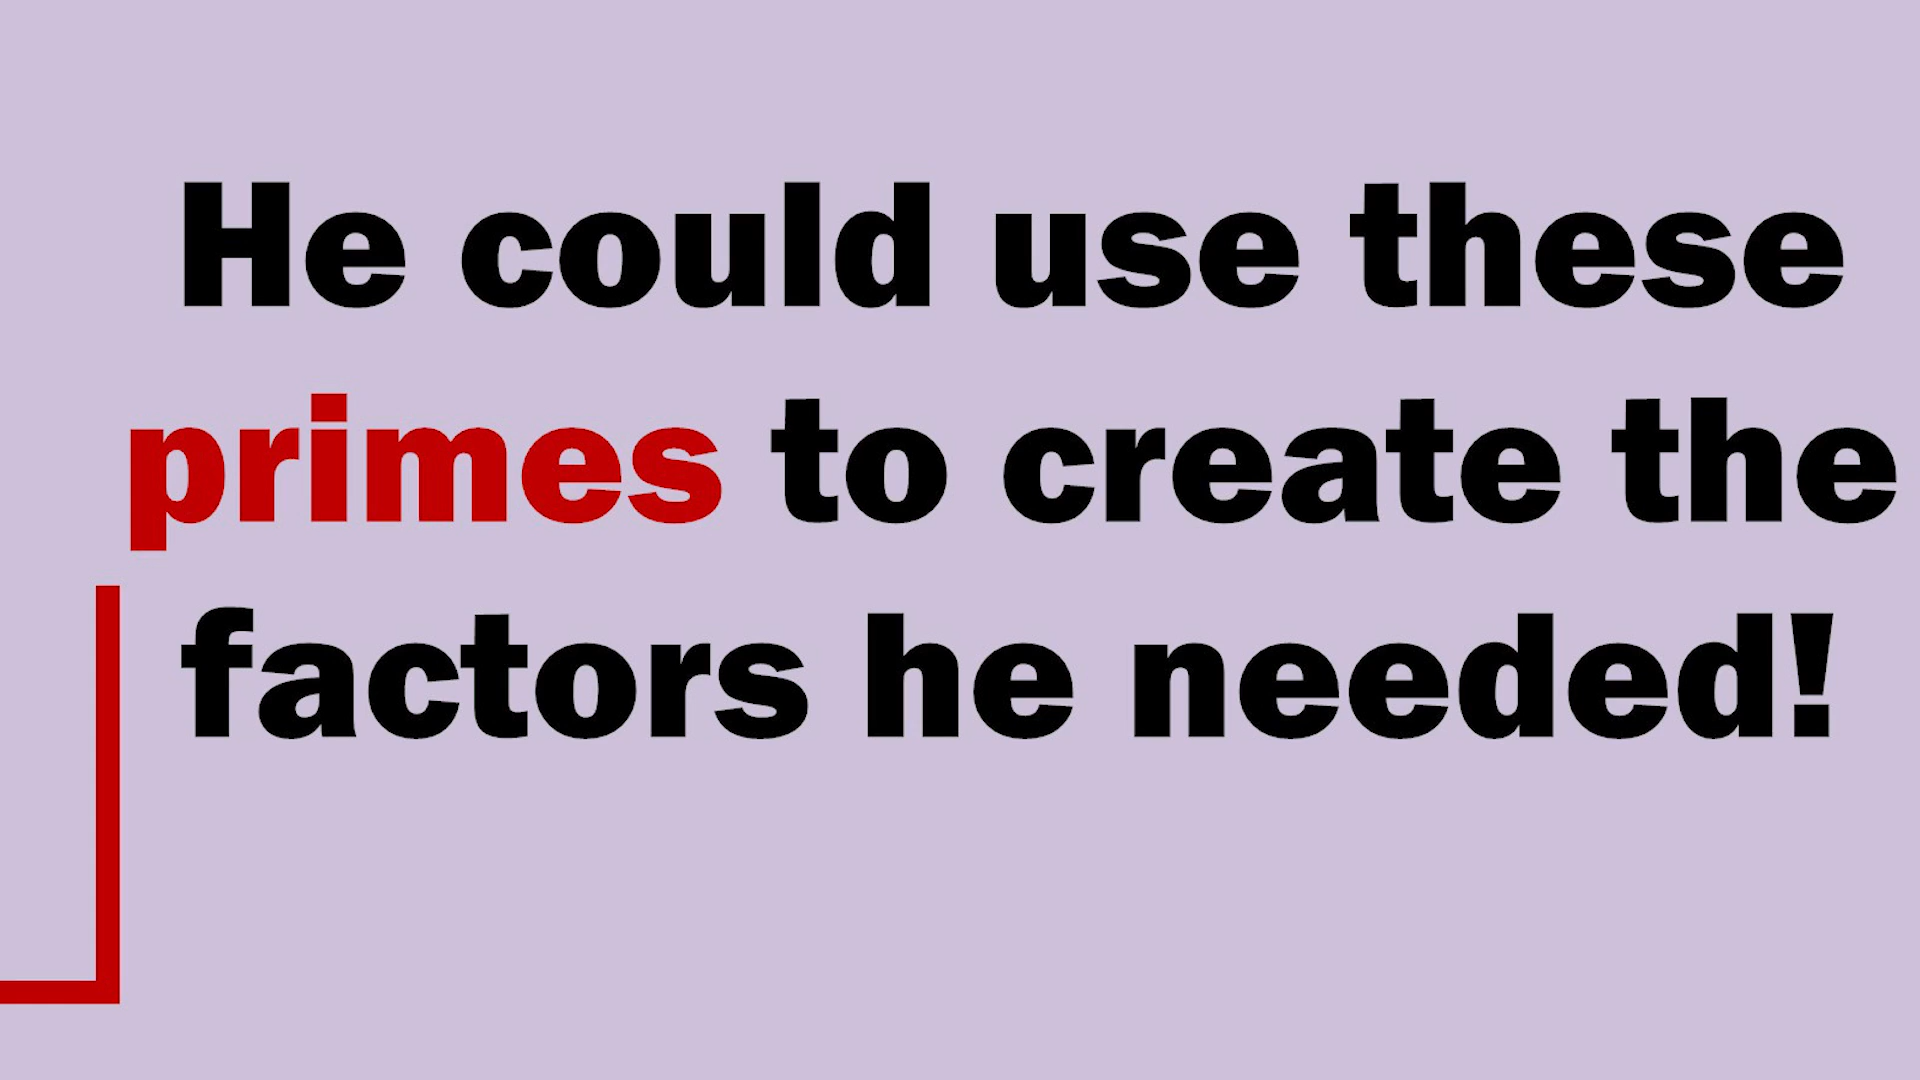 He could use these
primes to create the
factors he needed!